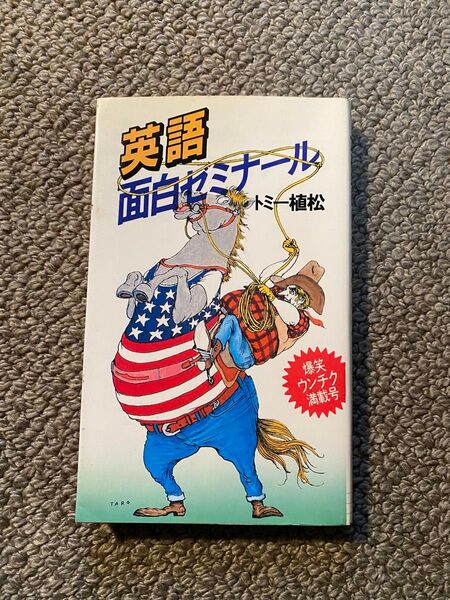 英語
面白セミナール
トミー植松
爆笑
ウンチク
満載号
TARO